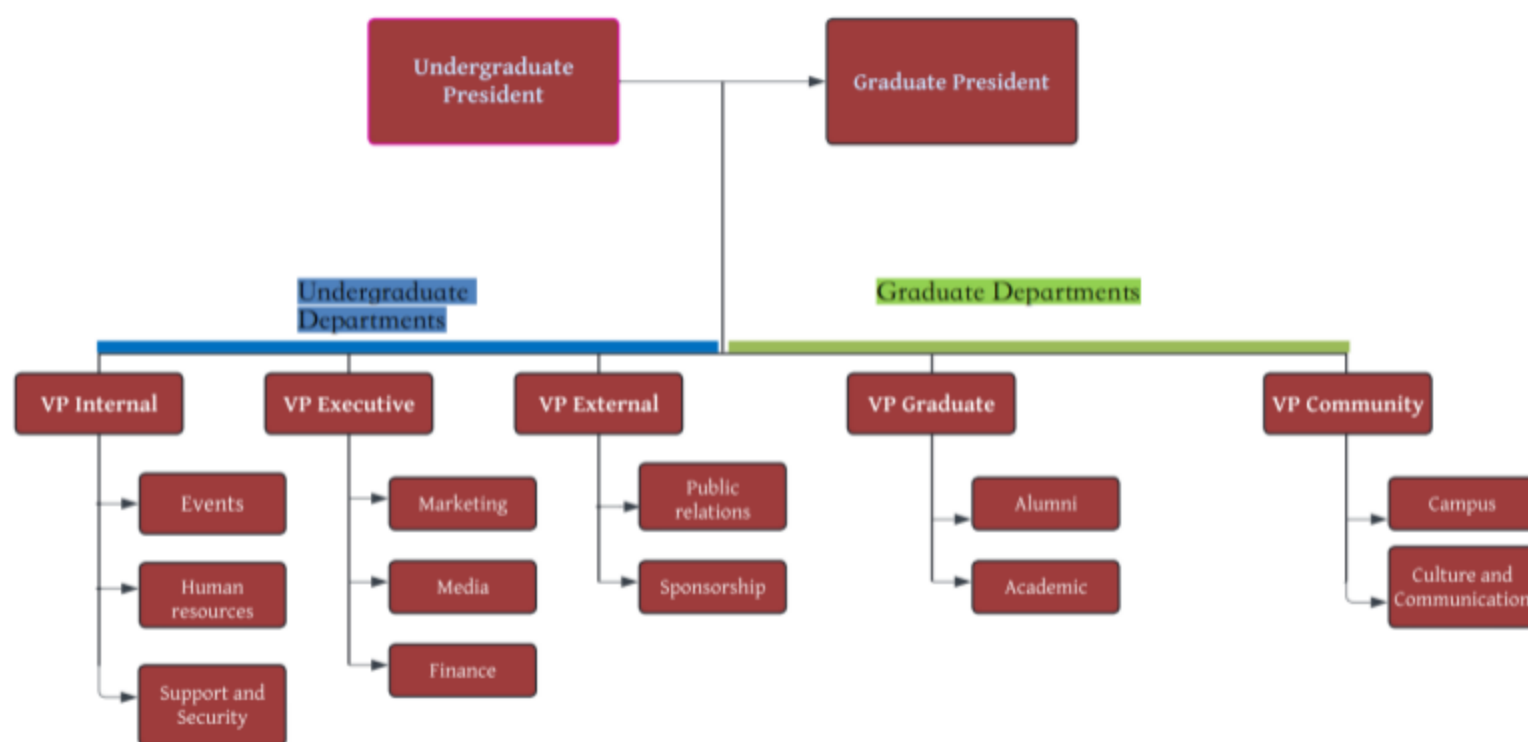 Undergraduate
President
Graduate President
Undergraduate
Departments
Graduate Departments
VP Internal
VP Executive
VP External
VP Graduate
VP Community
Events
Human
resources
Support and
Security
Marketing
Media
Finance
Public
relations
Sponsorship
Alumni
Academic
Campus
Culture and
Communication